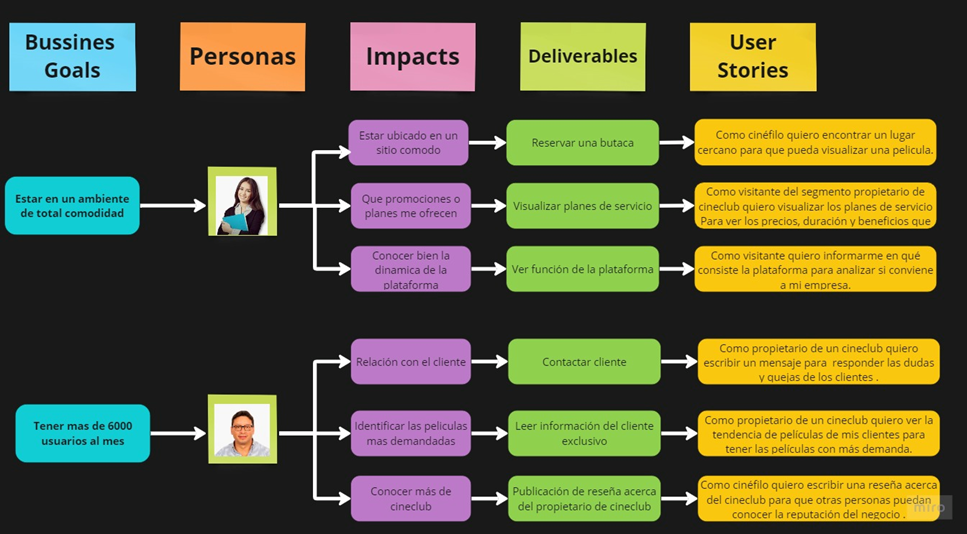 Bussines
Goals
Personas
Impacts
Deliverables
User
Stories
Estar en un ambiente
de total comodidad
Estar ubicado en un
sitio comodo
Reservar una butaca
Como cinéfilo quiero encontrar un lugar
cercano para que pueda visualizar una pelicula.
Que promociones o
planes me ofrecen
Visualizar planes de servicio
Como visitante del segmento propietario de
cineclub quiero visualizar los planes de servicio
Para ver los precios, duración y beneficios que
Conocer bien la
dinamica de la
plataforma
Ver función de la plataforma
Como visitante quiero informarme en qué
consiste la plataforma para analizar si conviene
a mi empresa.
Tener mas de 6000
usuarios al mes
Relación con el cliente
Contactar cliente
Como propietario de un cineclub quiero
escribir un mensaje para responder las dudas
y quejas de los clientes .
Identificar las peliculas
mas demandadas
Leer información del cliente
exclusivo
Como propietario de un cineclub quiero ver la
tendencia de películas de mis clientes para
tener las películas con más demanda.
Conocer más de
cineclub
Publicación de reseña acerca
del propietario de cineclub
Como cinéfilo quiero escribir una reseña acerca
del cineclub para que otras personas puedan
conocer la reputación del negocio .
miro